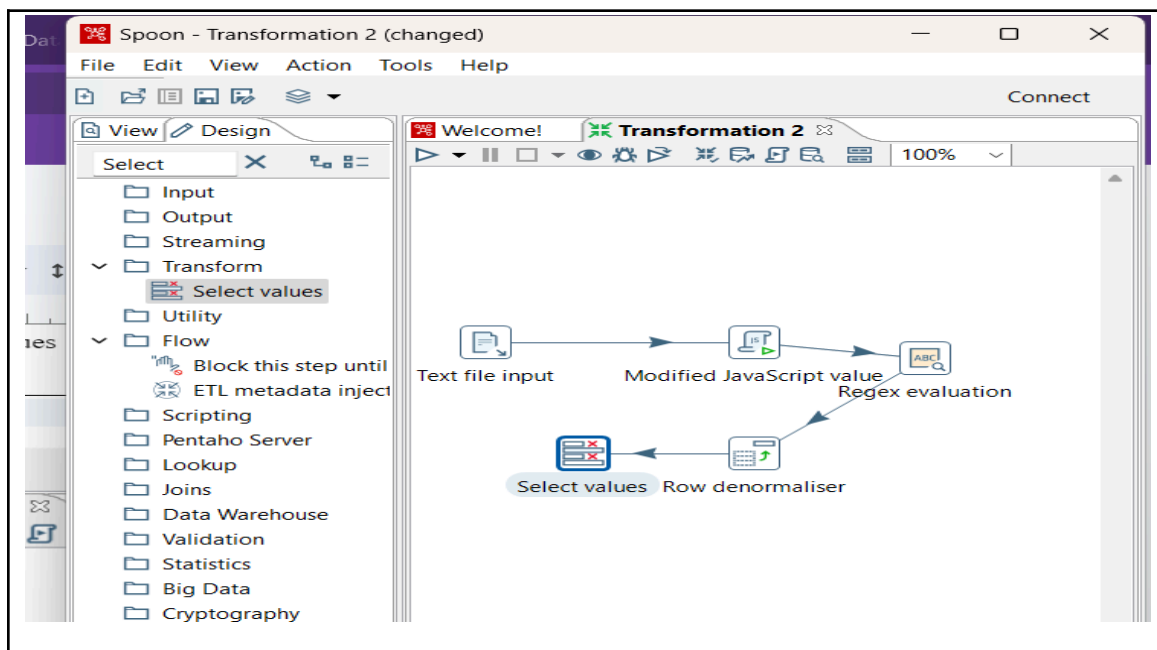 Dat
Spoon - Transformation 2 (changed)
File Edit View Action Tools Help
Connect
View Design
Welcome! Transformation 2
Select
100%
Input
Output
Streaming
Transform
Select values
Utility
Flow
Block this step until
ETL metadata inject
Scripting
Pentaho Server
Lookup
Joins
Data Warehouse
Validation
Statistics
Big Data
Cryptography
Text file input
Modified JavaScript value
Regex evaluation
Select values
Row denormaliser